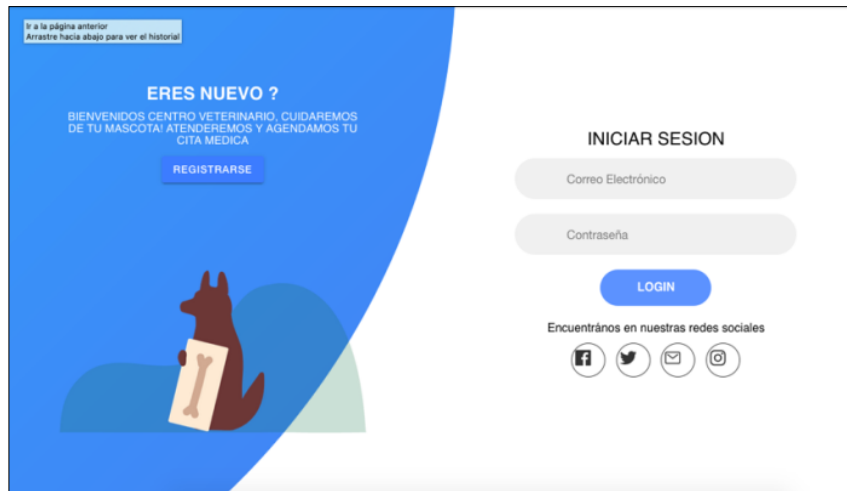 Ir a la página anterior
Arrastre hacia abajo para ver el historial
ERES NUEVO ?
BIENVENIDOS CENTRO VETERINARIO, CUIDAREMOS
DE TU MASCOTA! ATENDEREMOS Y AGENDAMOS TU
CITA MEDICA
REGISTRARSE
INICIAR SESION
Correo Electrónico
Contraseña
LOGIN
Encuentrános en nuestras redes sociales